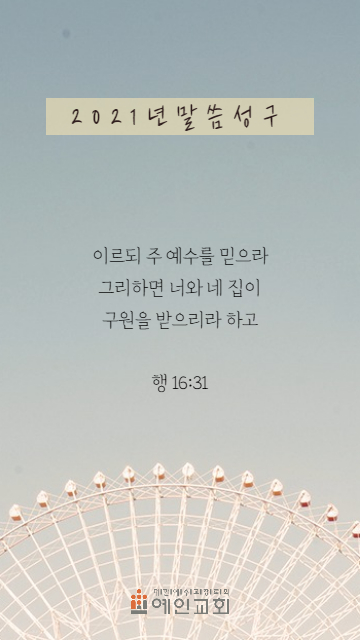 2021년말씀성구
이르되 주 예수를 믿으라
그리하면 너와 네 집이
구원을 받으리라 하고
행 16:31
예인교회